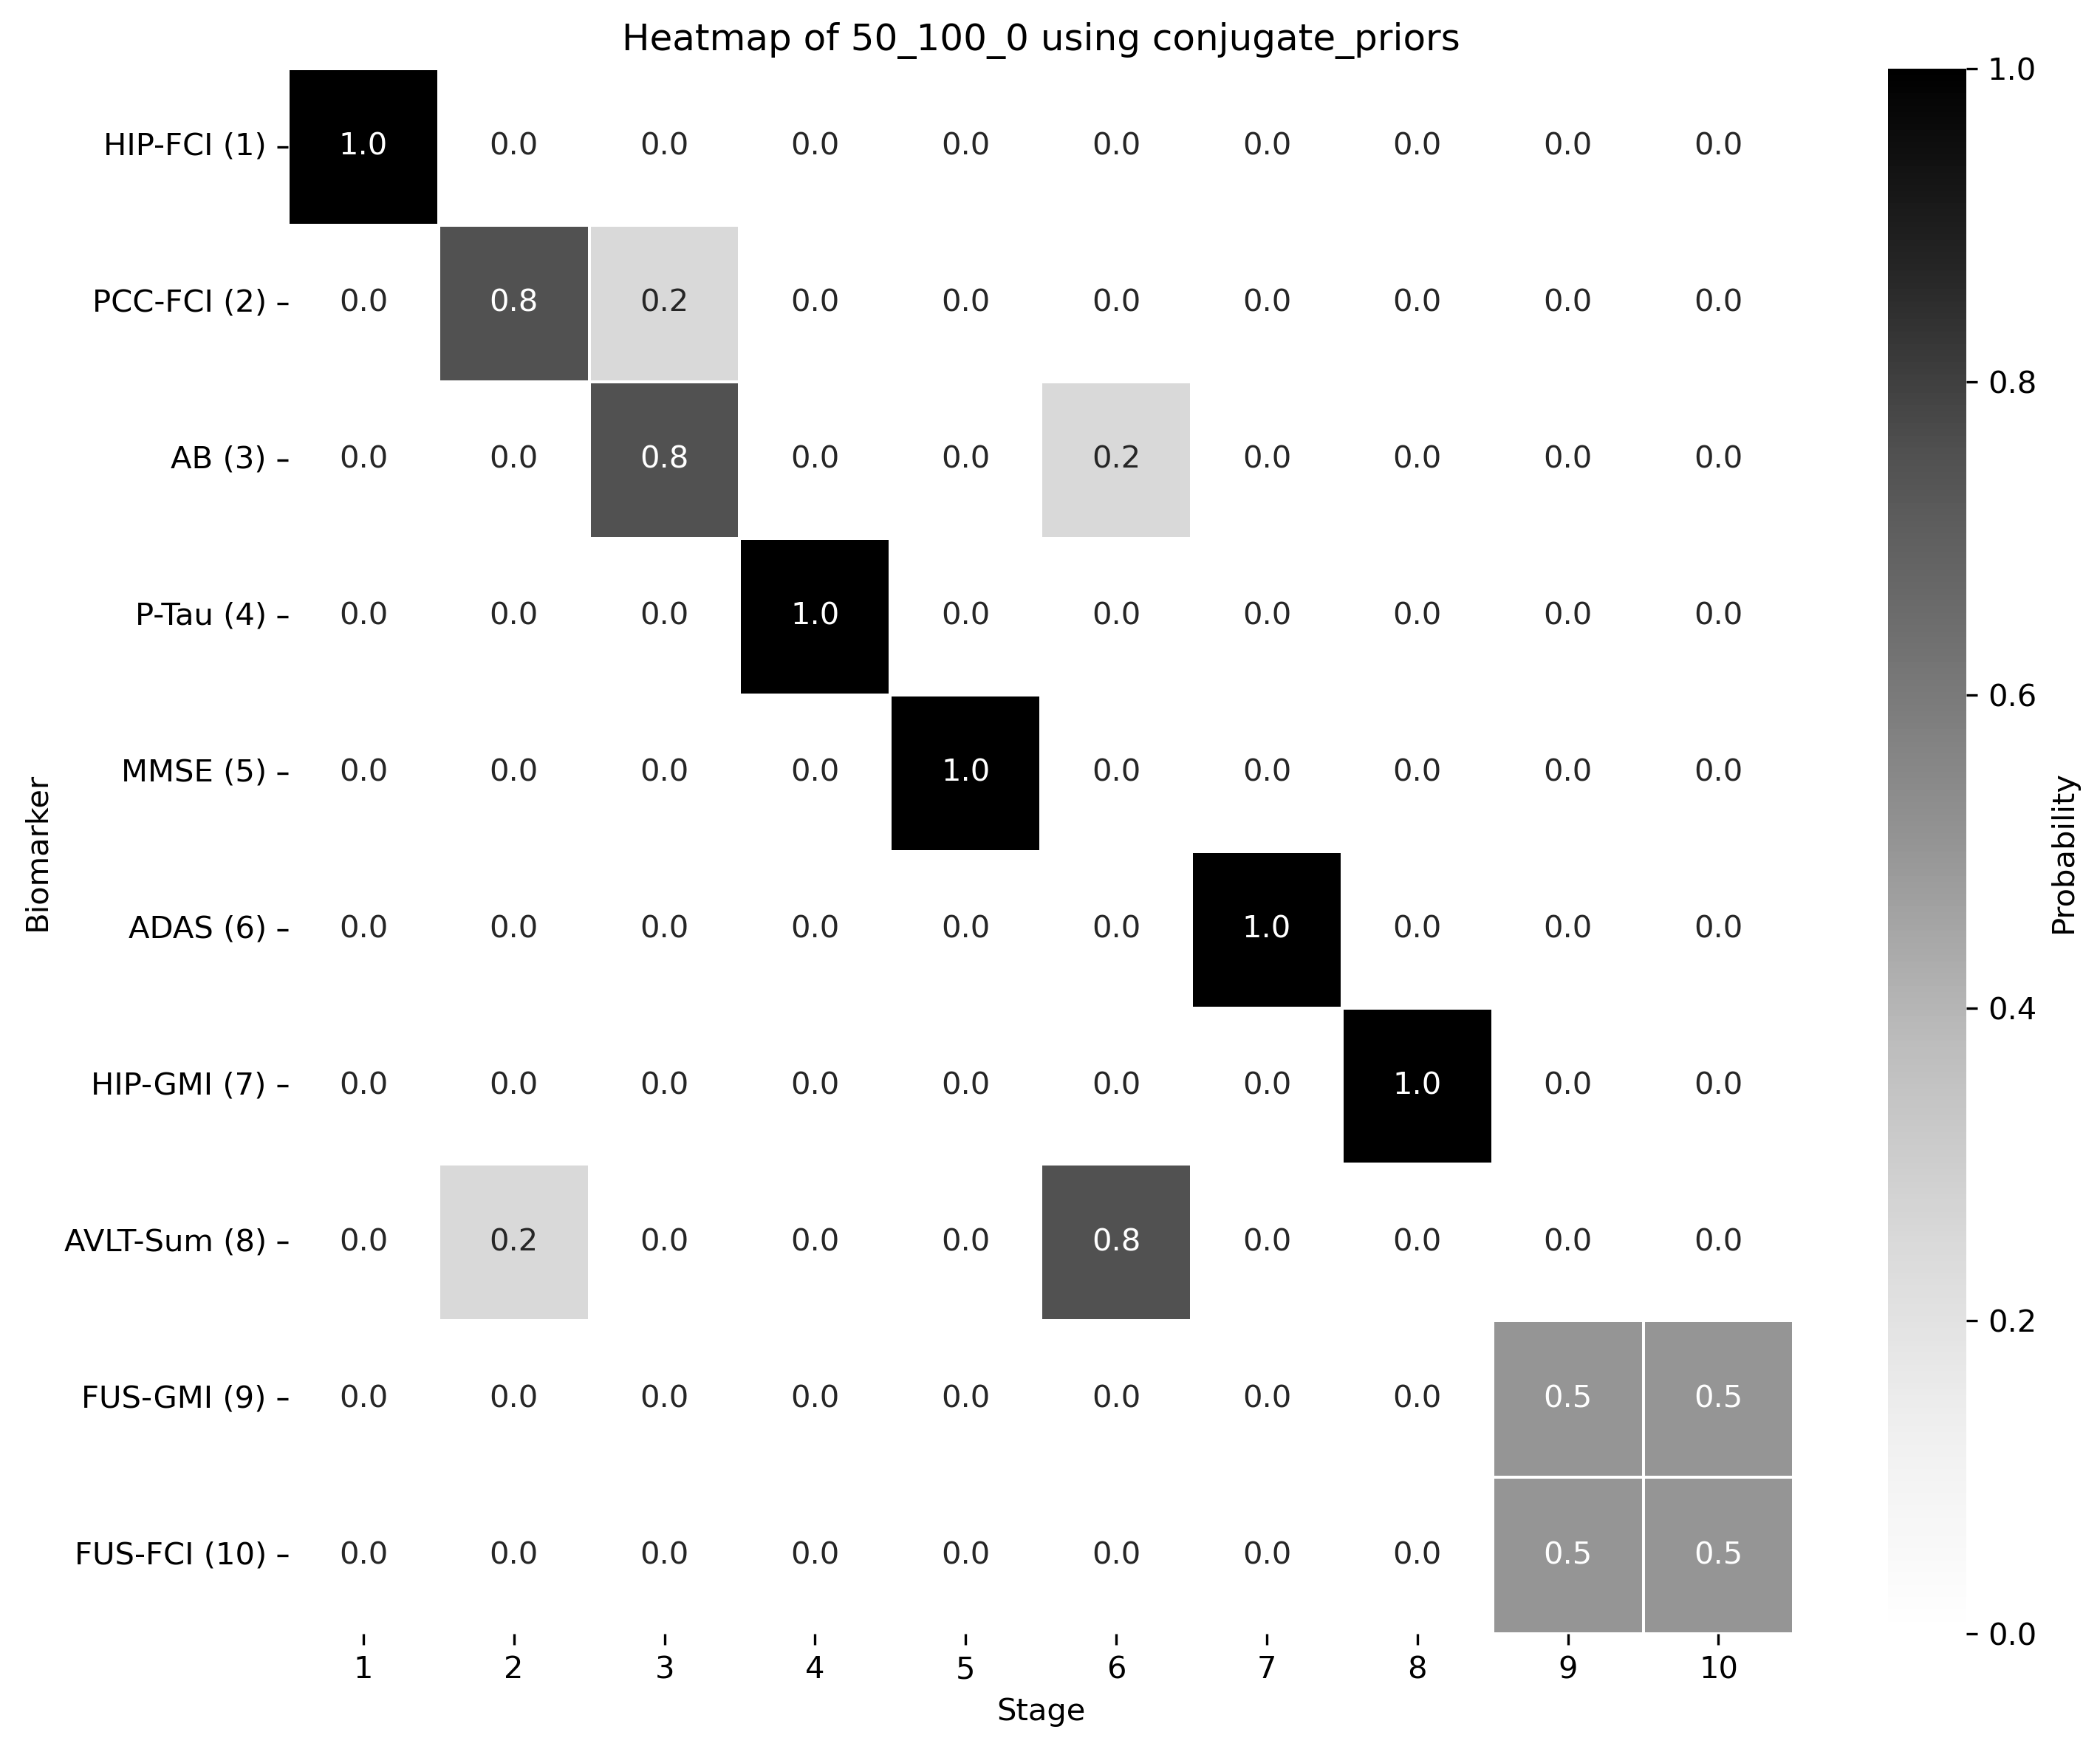 Heatmap of 50_100_0 using conjugate_priors
HIP-FCI (1) 1.0 0.0 0.0 0.0 0.0 0.0 0.0 0.0 0.0 0.0
PCC-FCI (2) 0.0 0.8 0.2 0.0 0.0 0.0 0.0 0.0 0.0 0.0
AB (3) 0.0 0.0 0.8 0.0 0.0 0.2 0.0 0.0 0.0 0.0
P-Tau (4) 0.0 0.0 0.0 1.0 0.0 0.0 0.0 0.0 0.0 0.0
MMSE (5) 0.0 0.0 0.0 0.0 1.0 0.0 0.0 0.0 0.0 0.0
ADAS (6) 0.0 0.0 0.0 0.0 0.0 0.0 1.0 0.0 0.0 0.0
HIP-GMI (7) 0.0 0.0 0.0 0.0 0.0 0.0 0.0 1.0 0.0 0.0
AVLT-Sum (8) 0.0 0.2 0.0 0.0 0.0 0.8 0.0 0.0 0.0 0.0
FUS-GMI (9) 0.0 0.0 0.0 0.0 0.0 0.0 0.0 0.0 0.5 0.5
FUS-FCI (10) 0.0 0.0 0.0 0.0 0.0 0.0 0.0 0.0 0.5 0.5
1 2 3 4 5 6 7 8 9 10
Stage
Biomarker
1.0
0.8
0.6
0.4
0.2
0.0
Probability